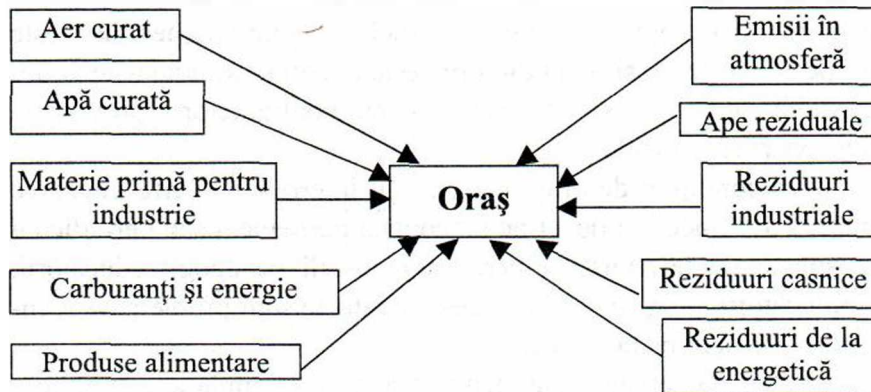 Aer curat
Apă curată
Materie primă pentru
industrie
Carburanți şi energie
Produse alimentare
Oraş
Emisii în
atmosferă
Ape reziduale
Reziduuri
industriale
Reziduuri casnice
Reziduuri de la
energetică